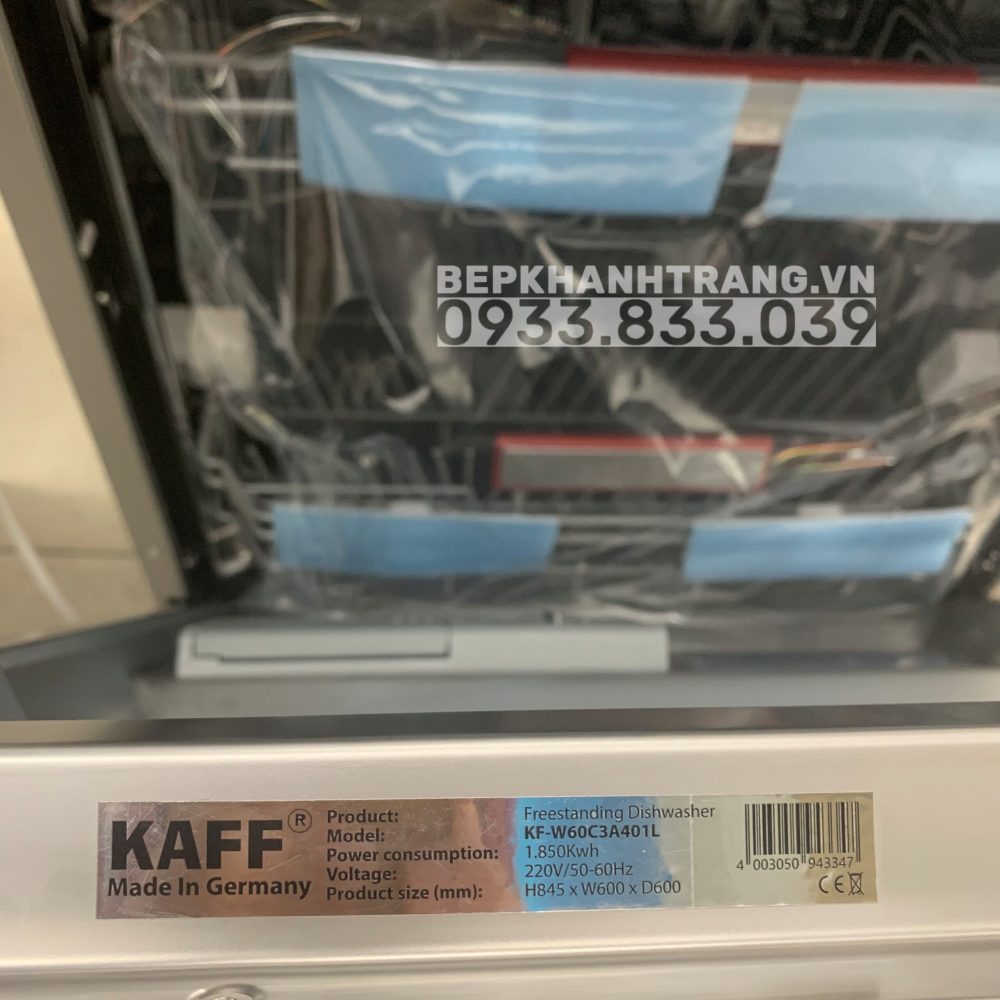 BEPKHANHTRANG.VN
0933.833.039
KAFF®
Made In Germany
Product: Freestanding Dishwasher
Model: KF-W60C3A401L
Power consumption: 1.850Kwh
Voltage: 220V/50-60Hz
Product size (mm): H845 x W600 x D600
4 003050 943347
CE